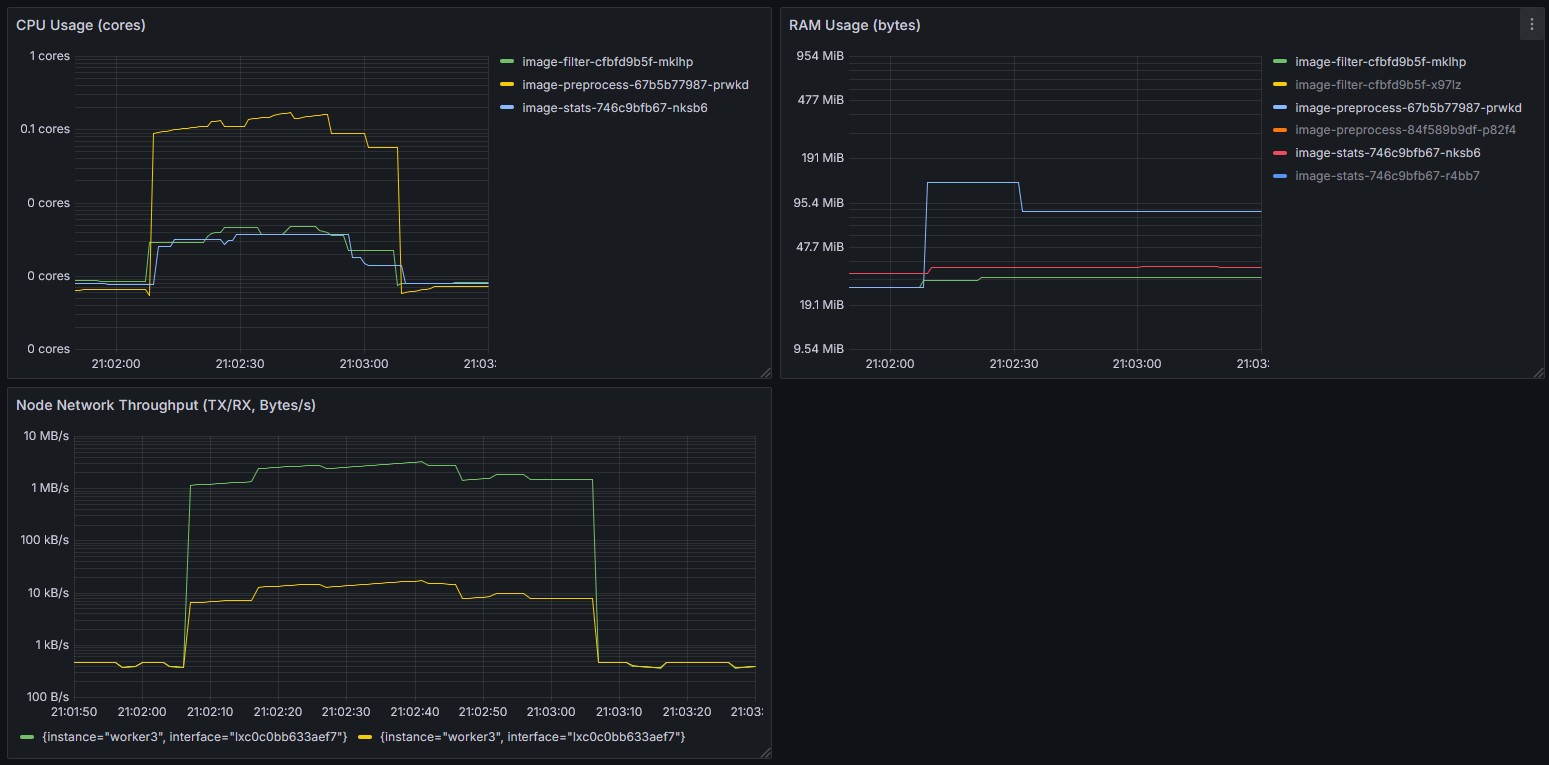 CPU Usage (cores)
1 cores
0.1 cores
0 cores
0 cores
0 cores
21:02:00
21:02:30
21:03:00
21:03:
image-filter-cfbfd9b5f-mklhp
image-preprocess-67b5b77987-prwkd
image-stats-746c9bfb67-nksb6
RAM Usage (bytes)
954 MiB
477 MiB
191 MiB
95.4 MiB
47.7 MiB
19.1 MiB
9.54 MiB
21:02:00
21:02:30
21:03:00
21:03:
image-filter-cfbfd9b5f-mklhp
image-filter-cfbfd9b5f-x97lz
image-preprocess-67b5b77987-prwkd
image-preprocess-84f589b9df-p82f4
image-stats-746c9bfb67-nksb6
image-stats-746c9bfb67-r4bb7
Node Network Throughput (TX/RX, Bytes/s)
10 MB/s
1 MB/s
100 kB/s
10 kB/s
1 kB/s
100 B/s
21:01:50
21:02:00
21:02:10
21:02:20
21:02:30
21:02:40
21:02:50
21:03:00
21:03:10
21:03:20
21:03:
{instance="worker3", interface="lxc0c0bb633aef7"}
{instance="worker3", interface="lxc0c0bb633aef7"}